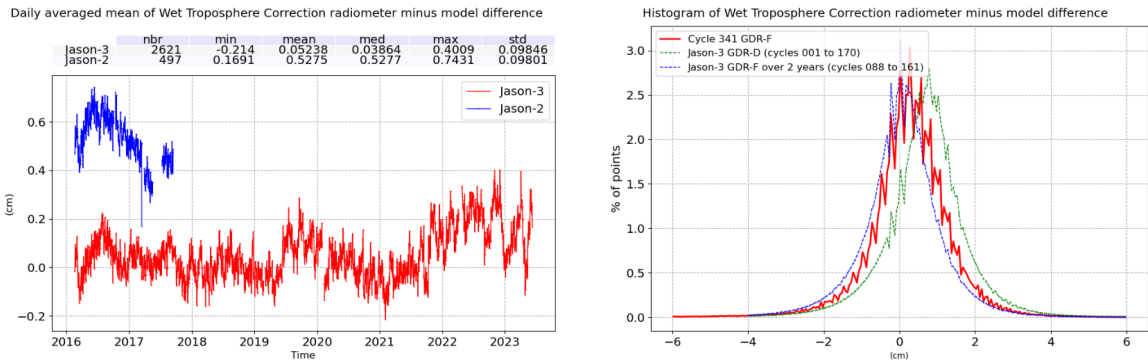 Daily averaged mean of Wet Troposphere Correction radiometer minus model difference
nbr min mean med max std
Jason-3 2621 -0.214 0.05238 0.03864 0.4009 0.09846
Jason-2 497 0.1691 0.5275 0.5277 0.7431 0.09801
Jason-3
Jason-2
0.6
0.4
0.2
0.0
−0.2
(cm)
2016 2017 2018 2019 2020 2021 2022 2023
Time
Histogram of Wet Troposphere Correction radiometer minus model difference
Cycle 341 GDR-F
Jason-3 GDR-D (cycles 001 to 170)
Jason-3 GDR-F over 2 years (cycles 088 to 161)
3.0
2.5
2.0
1.5
1.0
0.5
0.0
% of points
−6 −4 −2 0 2 4 6
(cm)